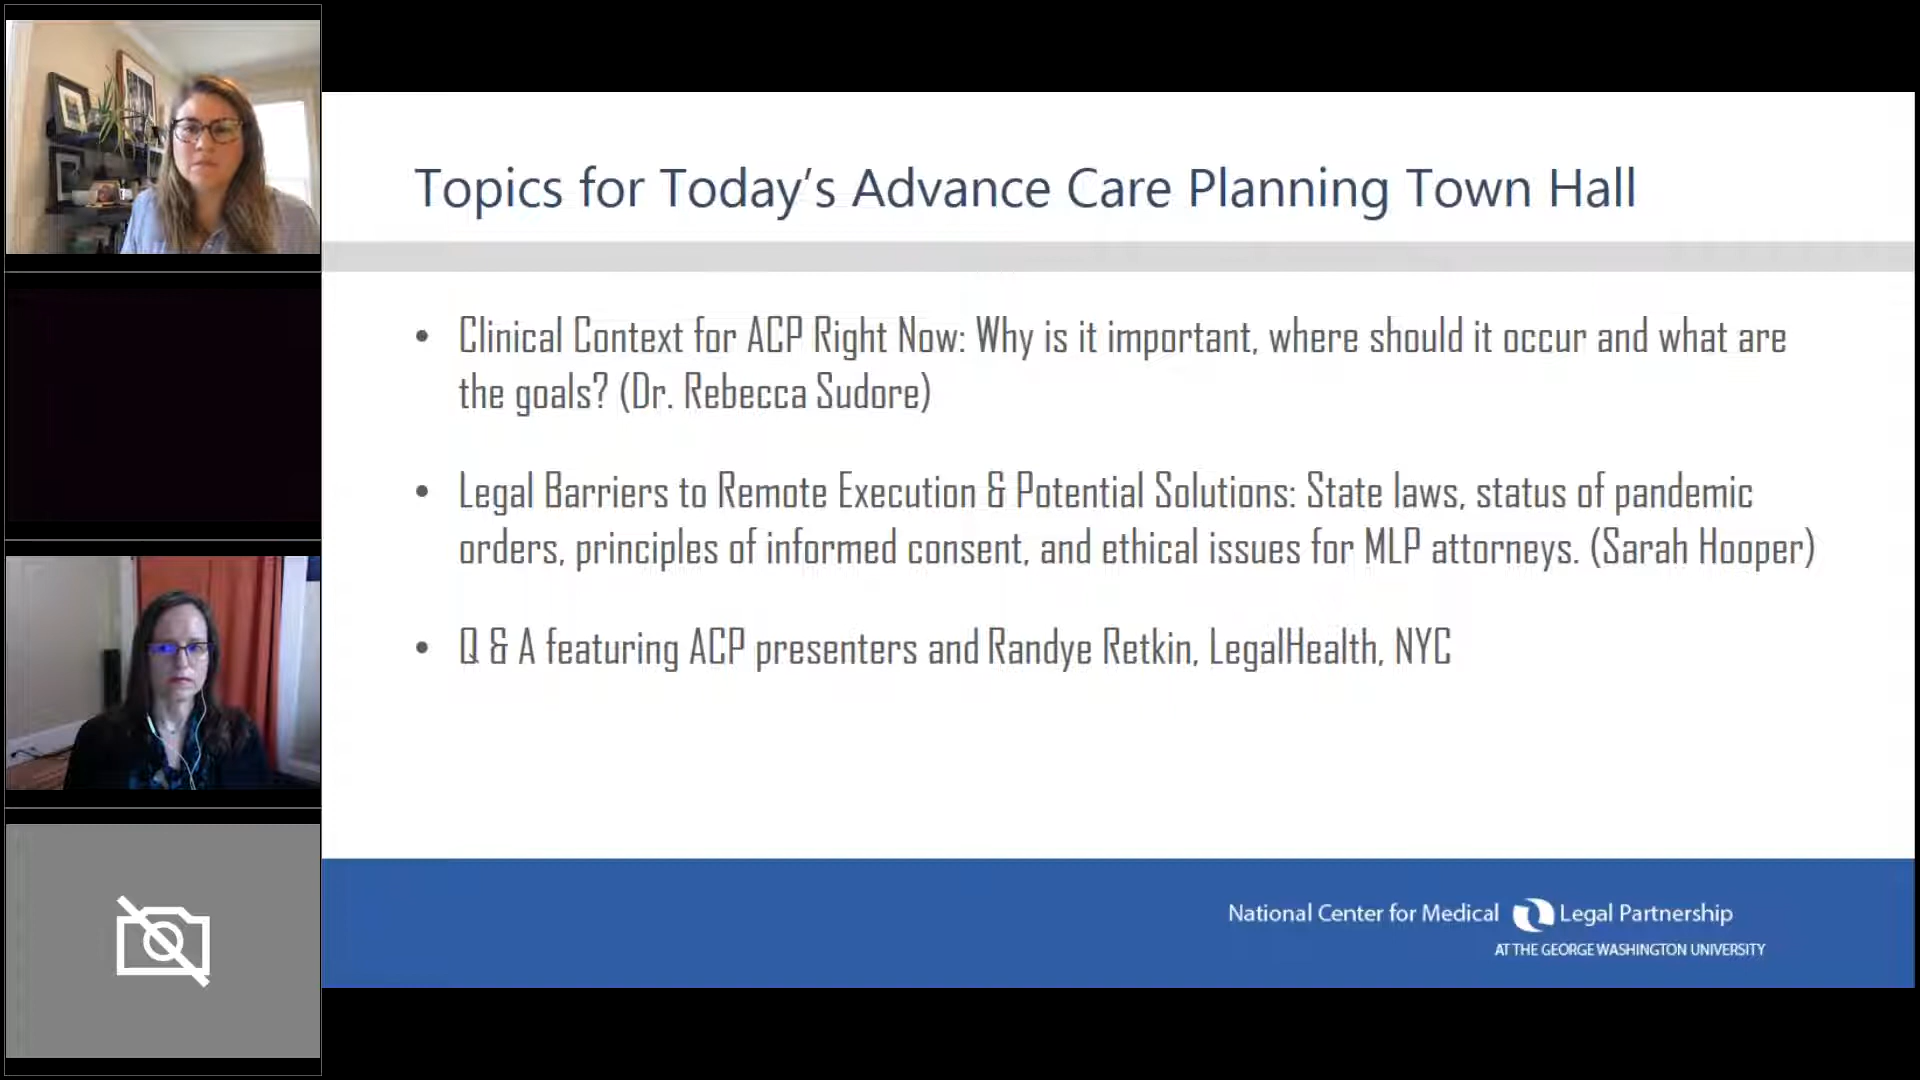 Topics for Today's Advance Care Planning Town Hall
• Clinical Context for ACP Right Now: Why is it important, where should it occur and what are
the goals? (Dr. Rebecca Sudore)
• Legal Barriers to Remote Execution & Potential Solutions: State laws, status of pandemic
orders, principles of informed consent, and ethical issues for MLP attorneys. (Sarah Hooper)
• Q & A featuring ACP presenters and Randye Retkin, LegalHealth, NYC
National Center for Medical Legal Partnership
AT THE GEORGE WASHINGTON UNIVERSITY